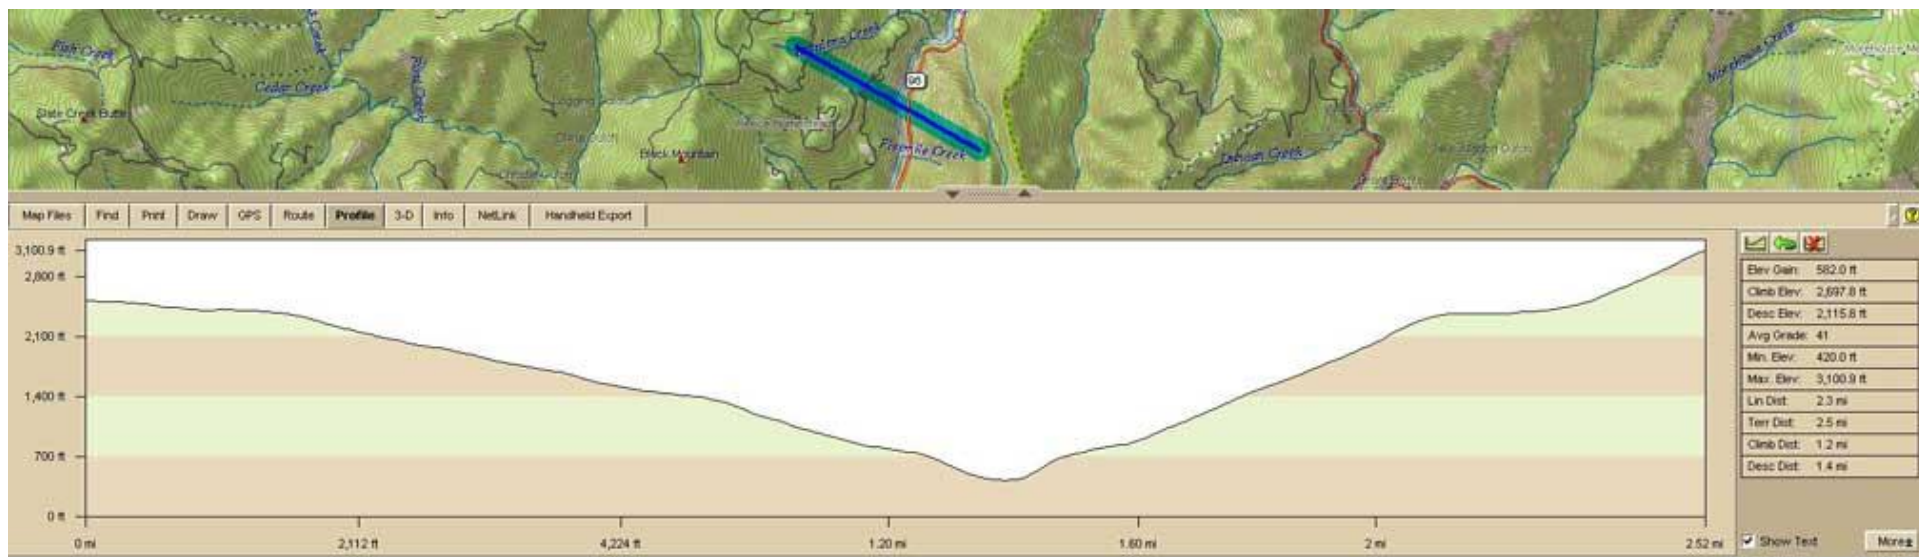 Fish Creek
Cedar Creek
Slate Creek Butte
Black Mountain
Creek
96
Fivemile Creek
Morehouse Creek
Map Files Find Print Draw GPS Route Profile 3-D Info NetLink Handheld Export
3,100.9 ft
2,800 ft
2,100 ft
1,400 ft
700 ft
0 ft
0 mi 2,112 ft 4,224 ft 1.20 mi 1.60 mi 2 mi 2.52 mi
Elev Gain: 582.0 ft
Climb Elev: 2,697.8 ft
Desc Elev: 2,115.8 ft
Avg Grade: 41
Min. Elev: 420.0 ft
Max. Elev: 3,100.9 ft
Lin Dist: 2.3 mi
Terr Dist: 2.5 mi
Climb Dist: 1.2 mi
Desc Dist: 1.4 mi
Show Text More